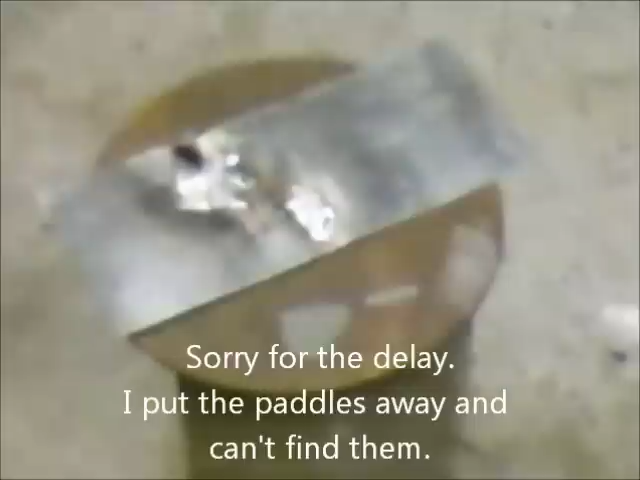 Sorry for the delay.
I put the paddles away and
can't find them.